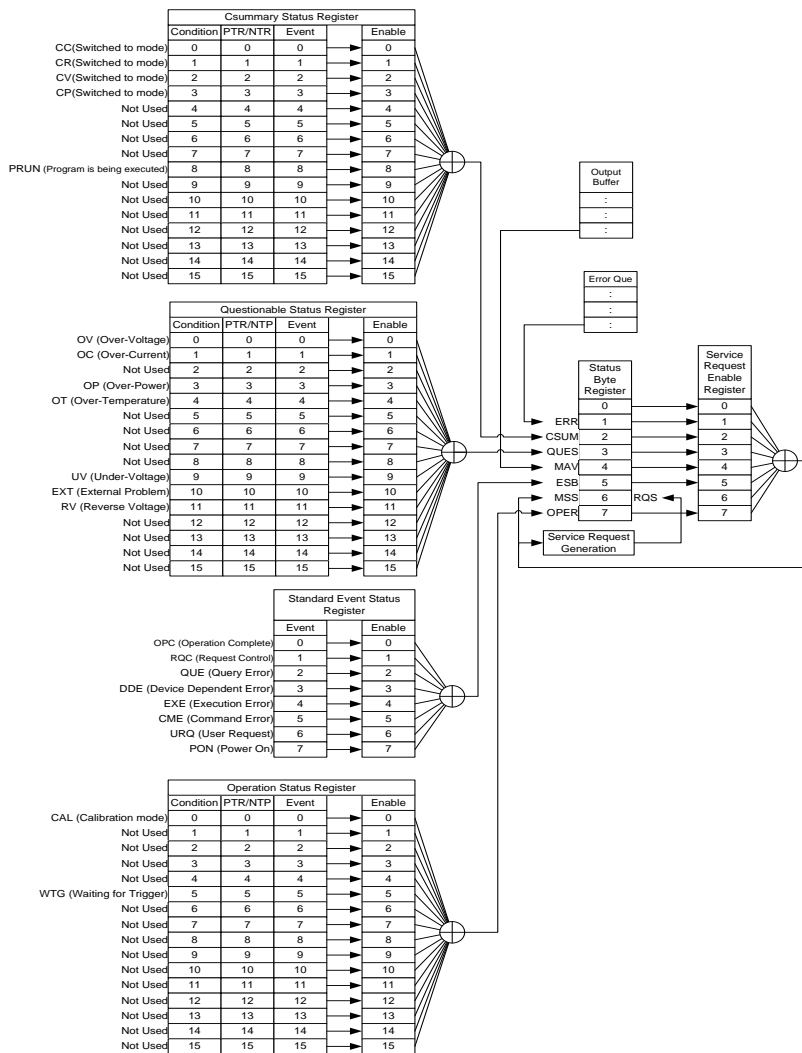 Csummary Status Register
Condition PTR/NTR Event Enable
CC(Switched to mode) 0 0 0 0
CR(Switched to mode) 1 1 1 1
CV(Switched to mode) 2 2 2 2
CP(Switched to mode) 3 3 3 3
Not Used 4 4 4 4
Not Used 5 5 5 5
Not Used 6 6 6 6
Not Used 7 7 7 7
PRUN (Program is being executed) 8 8 8 8
Not Used 9 9 9 9
Not Used 10 10 10 10
Not Used 11 11 11 11
Not Used 12 12 12 12
Not Used 13 13 13 13
Not Used 14 14 14 14
Not Used 15 15 15 15
Output
Buffer
:
:
:
Error Que
:
:
:
Questionable Status Register
Condition PTR/NTP Event Enable
OV (Over-Voltage) 0 0 0 0
OC (Over-Current) 1 1 1 1
Not Used 2 2 2 2
OP (Over-Power) 3 3 3 3
OT (Over-Temperature) 4 4 4 4
Not Used 5 5 5 5
Not Used 6 6 6 6
Not Used 7 7 7 7
Not Used 8 8 8 8
UV (Under-Voltage) 9 9 9 9
EXT (External Problem) 10 10 10 10
RV (Reverse Voltage) 11 11 11 11
Not Used 12 12 12 12
Not Used 13 13 13 13
Not Used 14 14 14 14
Not Used 15 15 15 15
Status
Byte
Register
Service
Request
Enable
Register
0 0
ERR 1 1
CSUM 2 2
QUES 3 3
MAV 4 4
ESB 5 5
MSS 6 RQS 6
OPER 7 7
Service Request
Generation
Standard Event Status
Register
Event Enable
OPC (Operation Complete) 0 0
RQC (Request Control) 1 1
QUE (Query Error) 2 2
DDE (Device Dependent Error) 3 3
EXE (Execution Error) 4 4
CME (Command Error) 5 5
URQ (User Request) 6 6
PON (Power On) 7 7
Operation Status Register
Condition PTR/NTP Event Enable
CAL (Calibration mode) 0 0 0 0
Not Used 1 1 1 1
Not Used 2 2 2 2
Not Used 3 3 3 3
Not Used 4 4 4 4
WTG (Waiting for Trigger) 5 5 5 5
Not Used 6 6 6 6
Not Used 7 7 7 7
Not Used 8 8 8 8
Not Used 9 9 9 9
Not Used 10 10 10 10
Not Used 11 11 11 11
Not Used 12 12 12 12
Not Used 13 13 13 13
Not Used 14 14 14 14
Not Used 15 15 15 15